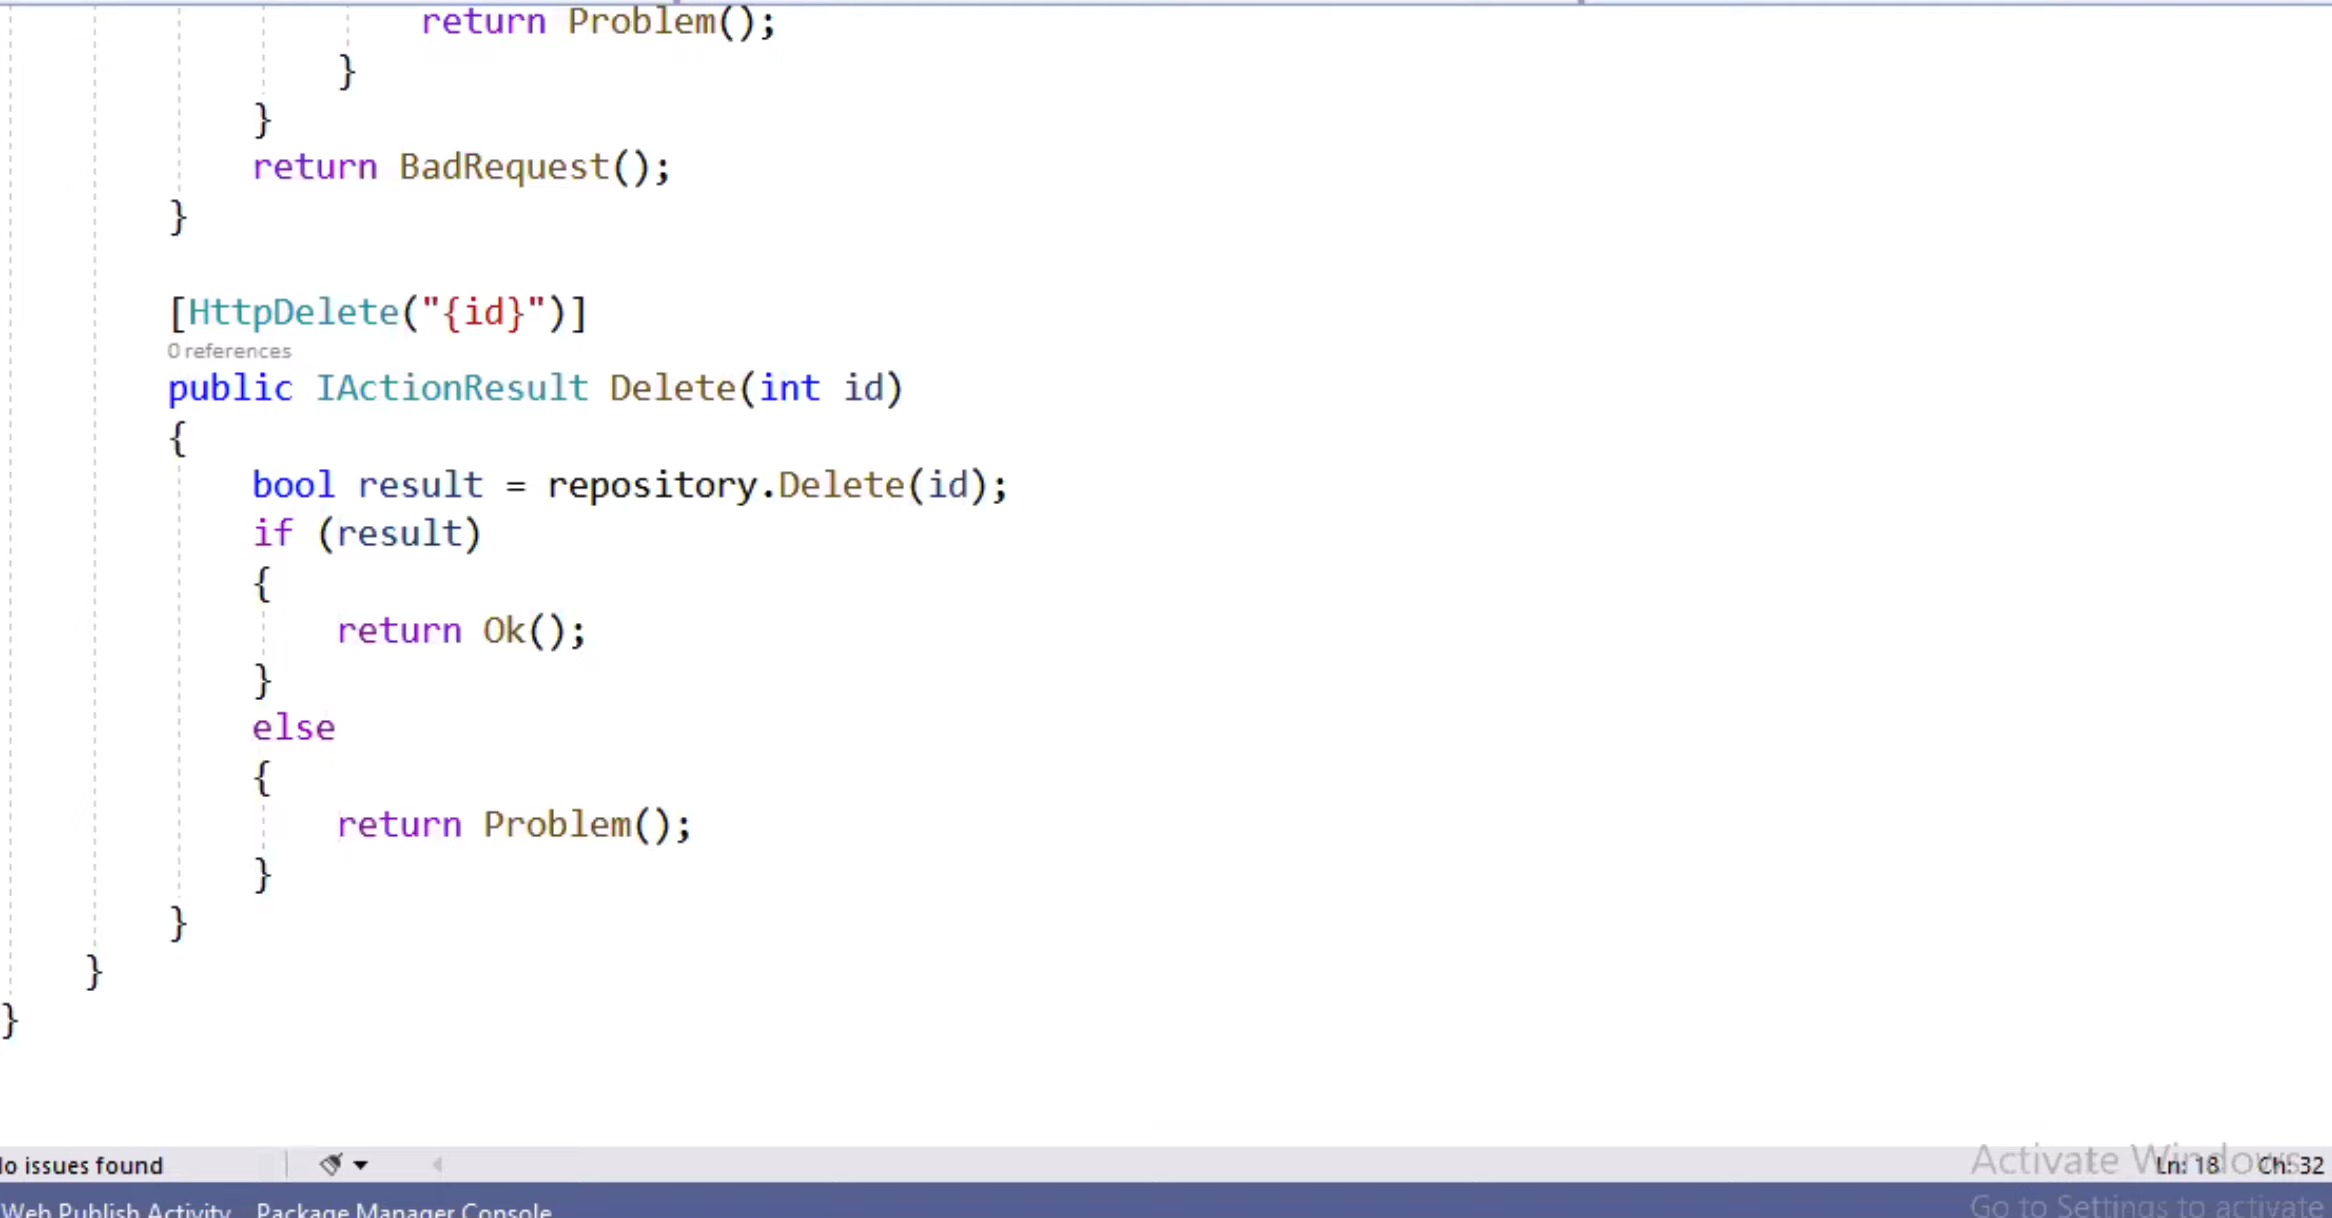 return Problem();
}
}
return BadRequest();
}
[HttpDelete("{id}")]
0 references
public IActionResult Delete(int id)
{
bool result = repository.Delete(id);
if (result)
{
return Ok();
}
else
{
return Problem();
}
}
}
}
No issues found
Ln: 18 Ch: 32
Activate Windows
Web Publish Activity Package Manager Console
Go to Settings to activate